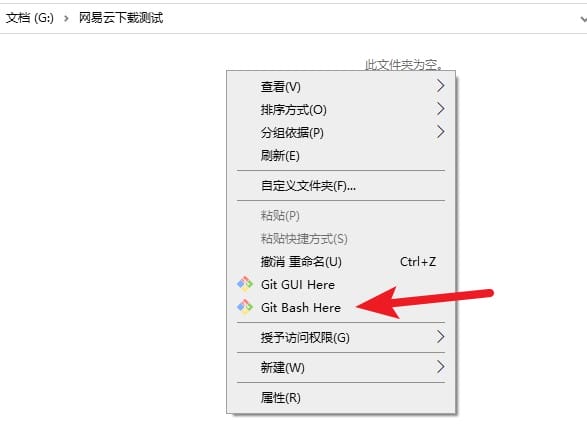 文档 (G:) > 网易云下载测试
此文件夹为空。
查看(V)
排序方式(O)
分组依据(P)
刷新(E)
自定义文件夹(F)...
粘贴(P)
粘贴快捷方式(S)
撤消 重命名(U) Ctrl+Z
Git GUI Here
Git Bash Here
授予访问权限(G)
新建(W)
属性(R)